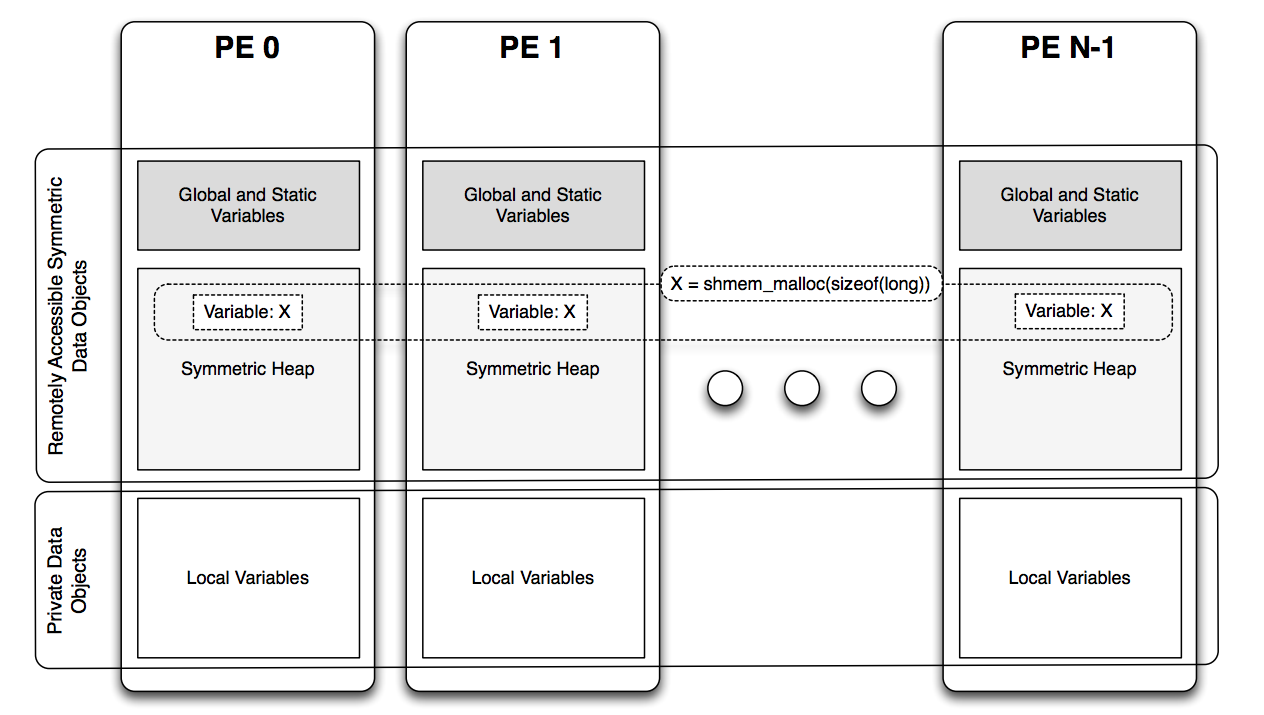 PE 0
PE 1
PE N-1
Remotely Accessible Symmetric
Data Objects
Global and Static
Variables
Global and Static
Variables
Global and Static
Variables
X = shmem_malloc(sizeof(long))
Variable: X
Variable: X
Variable: X
Symmetric Heap
Symmetric Heap
Symmetric Heap
Private Data
Objects
Local Variables
Local Variables
Local Variables